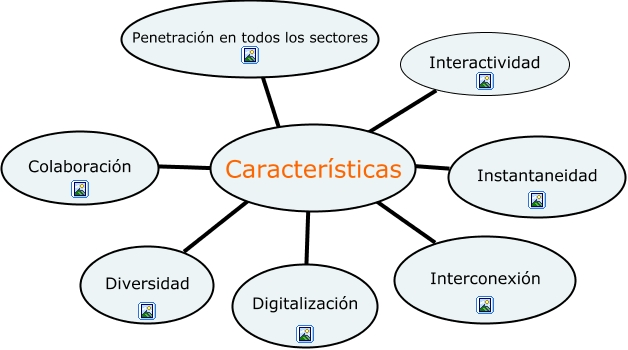 Penetración en todos los sectores
Interactividad
Colaboración
Características
Instantaneidad
Diversidad
Digitalización
Interconexión